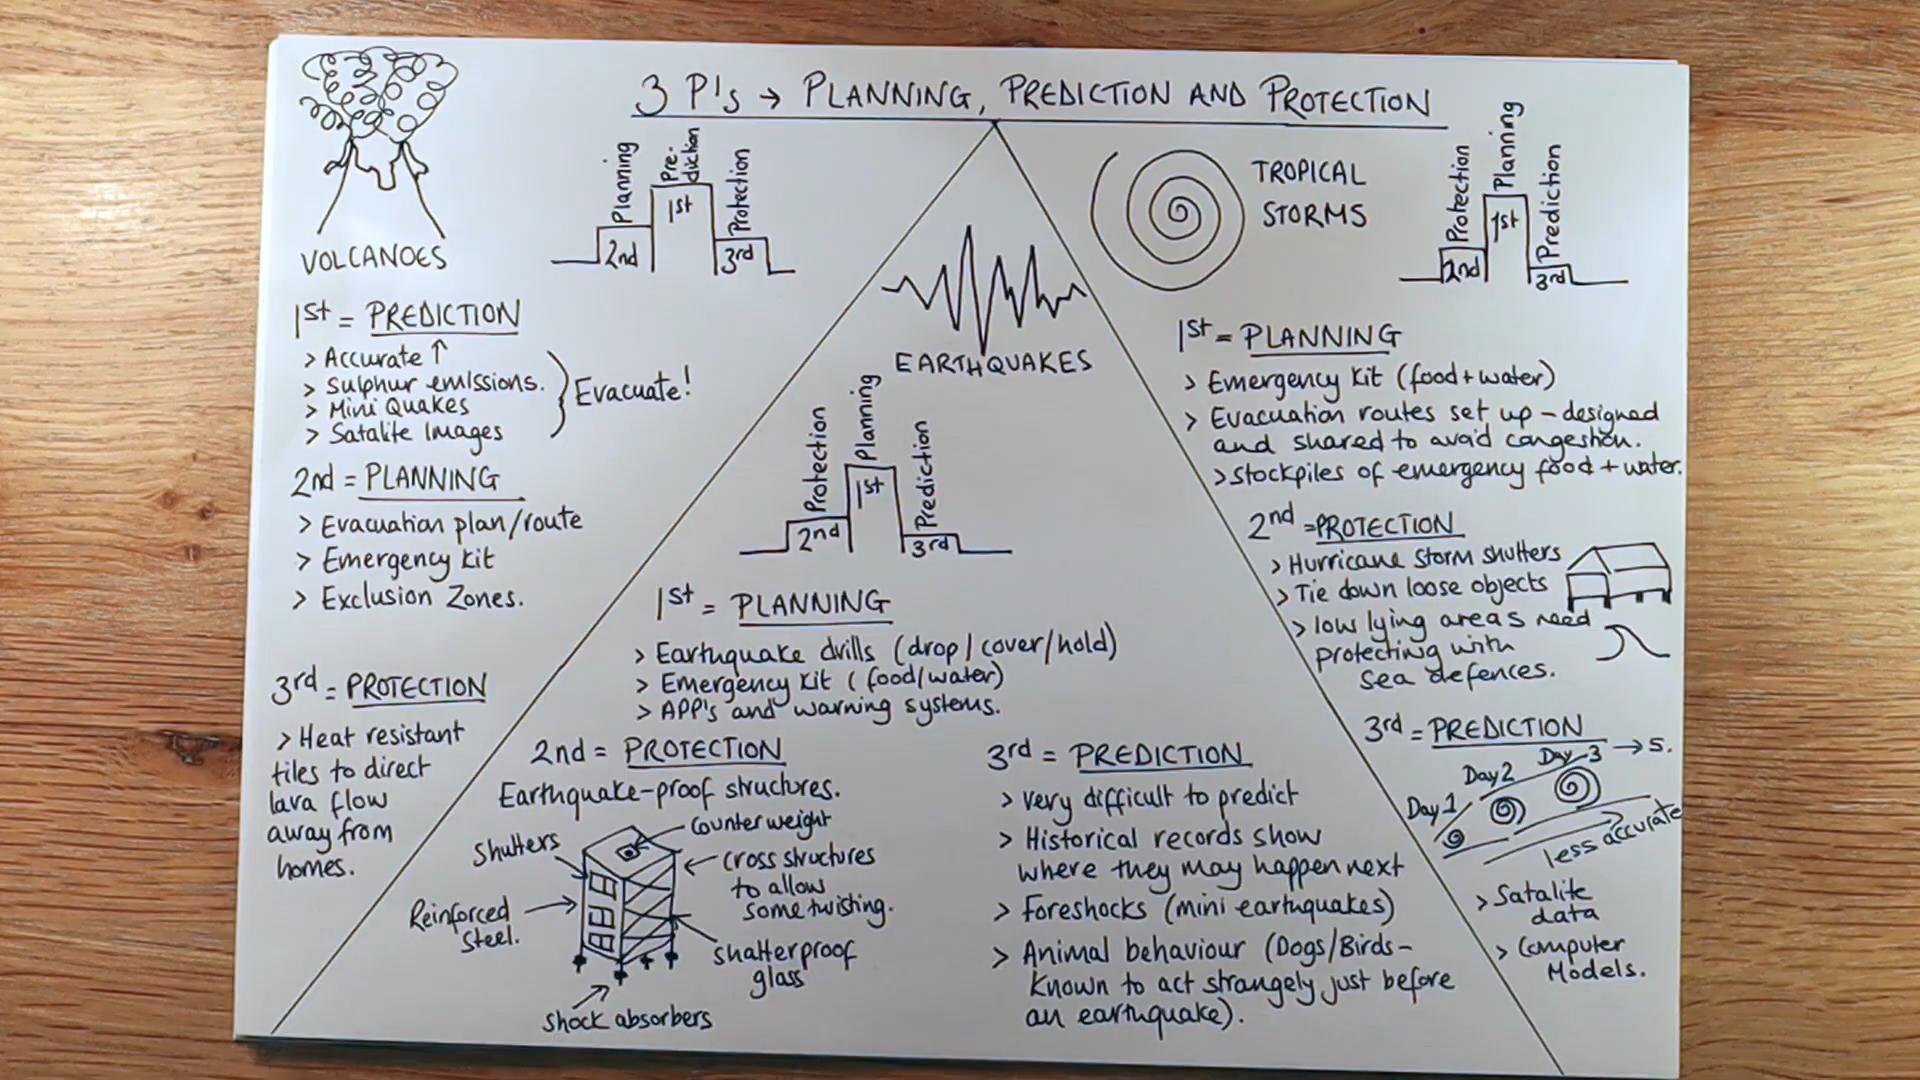 3 P's → PLANNING, PREDICTION AND PROTECTION
VOLCANOES
Planning
Pre-
diction
Protection
2nd
1st
3rd
1st = PREDICTION
> Accurate ↑
> Sulphur emissions.
> Mini Quakes
> Satalite Images
Evacuate!
2nd = PLANNING
> Evacuation plan/route
> Emergency Kit
> Exclusion Zones.
3rd = PROTECTION
> Heat resistant
tiles to direct
lava flow
away from
homes.
EARTHQUAKES
Protection
Planning
Prediction
2nd
1st
3rd
1st = PLANNING
> Earthquake drills (drop/cover/hold)
> Emergency Kit (food/water)
> APP's and warning systems.
2nd = PROTECTION
Earthquake-proof structures.
Shutters
Counter weight
cross structures
to allow
some twisting.
Reinforced
Steel.
shatterproof
glass
Shock absorbers
3rd = PREDICTION
> very difficult to predict
> Historical records show
where they may happen next
> Foreshocks (mini earthquakes)
> Animal behaviour (Dogs/Birds-
known to act strangely just before
an earthquake).
TROPICAL
STORMS
Protection
Planning
Prediction
2nd
1st
3rd
1st = PLANNING
> Emergency Kit (food+water)
> Evacuation routes set up - designed
and shared to avoid congestion.
> stockpiles of emergency food + water.
2nd = PROTECTION
> Hurricane storm shutters
> Tie down loose objects
> low lying areas need
protecting with
sea defences.
3rd = PREDICTION
Day 1
Day 2
Day 3
→ 5.
less accurate
> Satalite
data
> Computer
Models.